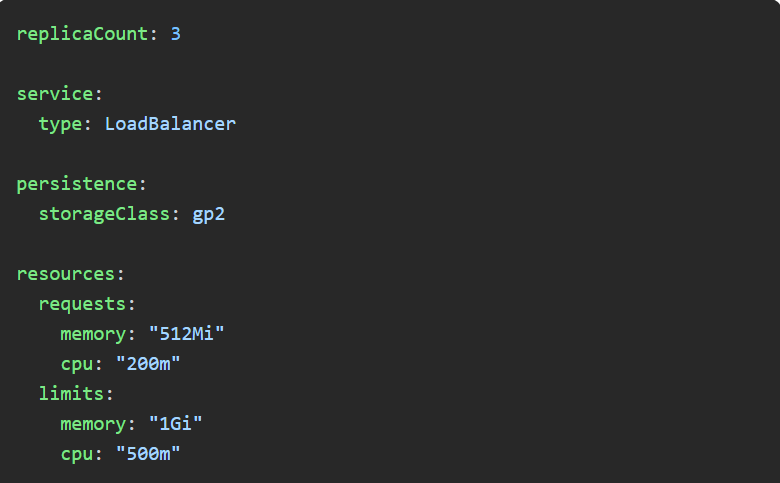 replicaCount: 3
service:
  type: LoadBalancer
persistence:
  storageClass: gp2
resources:
  requests:
    memory: "512Mi"
    cpu: "200m"
  limits:
    memory: "1Gi"
    cpu: "500m"